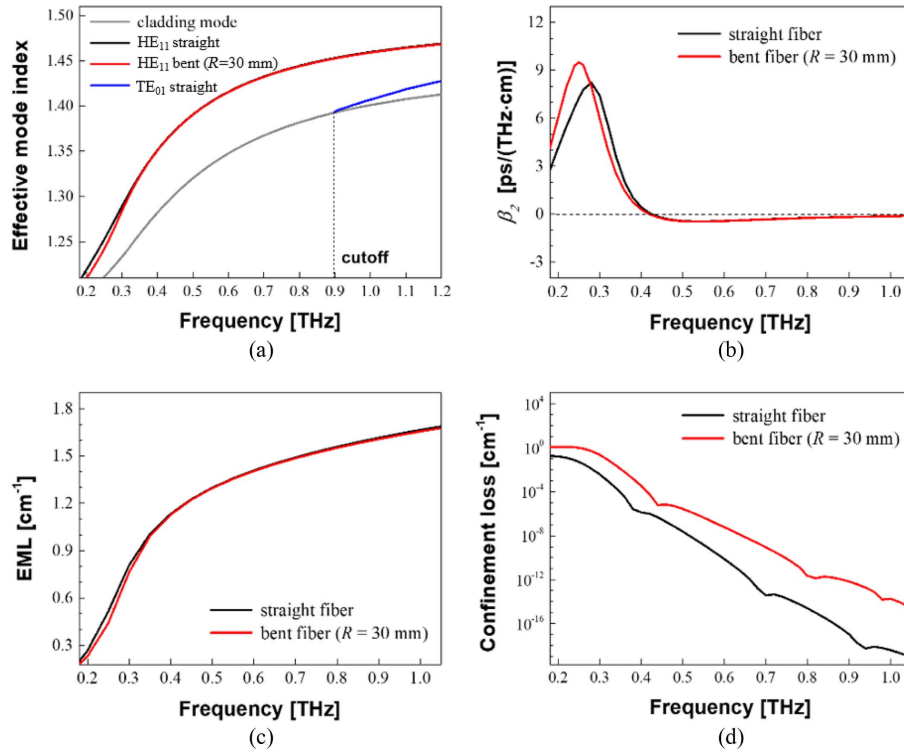 cladding mode
HE11 straight
HE11 bent (R=30 mm)
TE01 straight
1.50
1.45
1.40
1.35
1.30
1.25
Effective mode index
cutoff
0.2 0.3 0.4 0.5 0.6 0.7 0.8 0.9 1.0 1.1 1.2
Frequency [THz]
(a)
straight fiber
bent fiber (R = 30 mm)
12
9
6
3
0
-3
β2 [ps/(THz·cm)]
0.2 0.3 0.4 0.5 0.6 0.7 0.8 0.9 1.0
Frequency [THz]
(b)
1.8
1.5
1.2
0.9
0.6
0.3
EML [cm-1]
straight fiber
bent fiber (R = 30 mm)
0.2 0.3 0.4 0.5 0.6 0.7 0.8 0.9 1.0
Frequency [THz]
(c)
straight fiber
bent fiber (R = 30 mm)
10^4
10^0
10^-4
10^-8
10^-12
10^-16
Confinement loss [cm-1]
0.2 0.3 0.4 0.5 0.6 0.7 0.8 0.9 1.0
Frequency [THz]
(d)